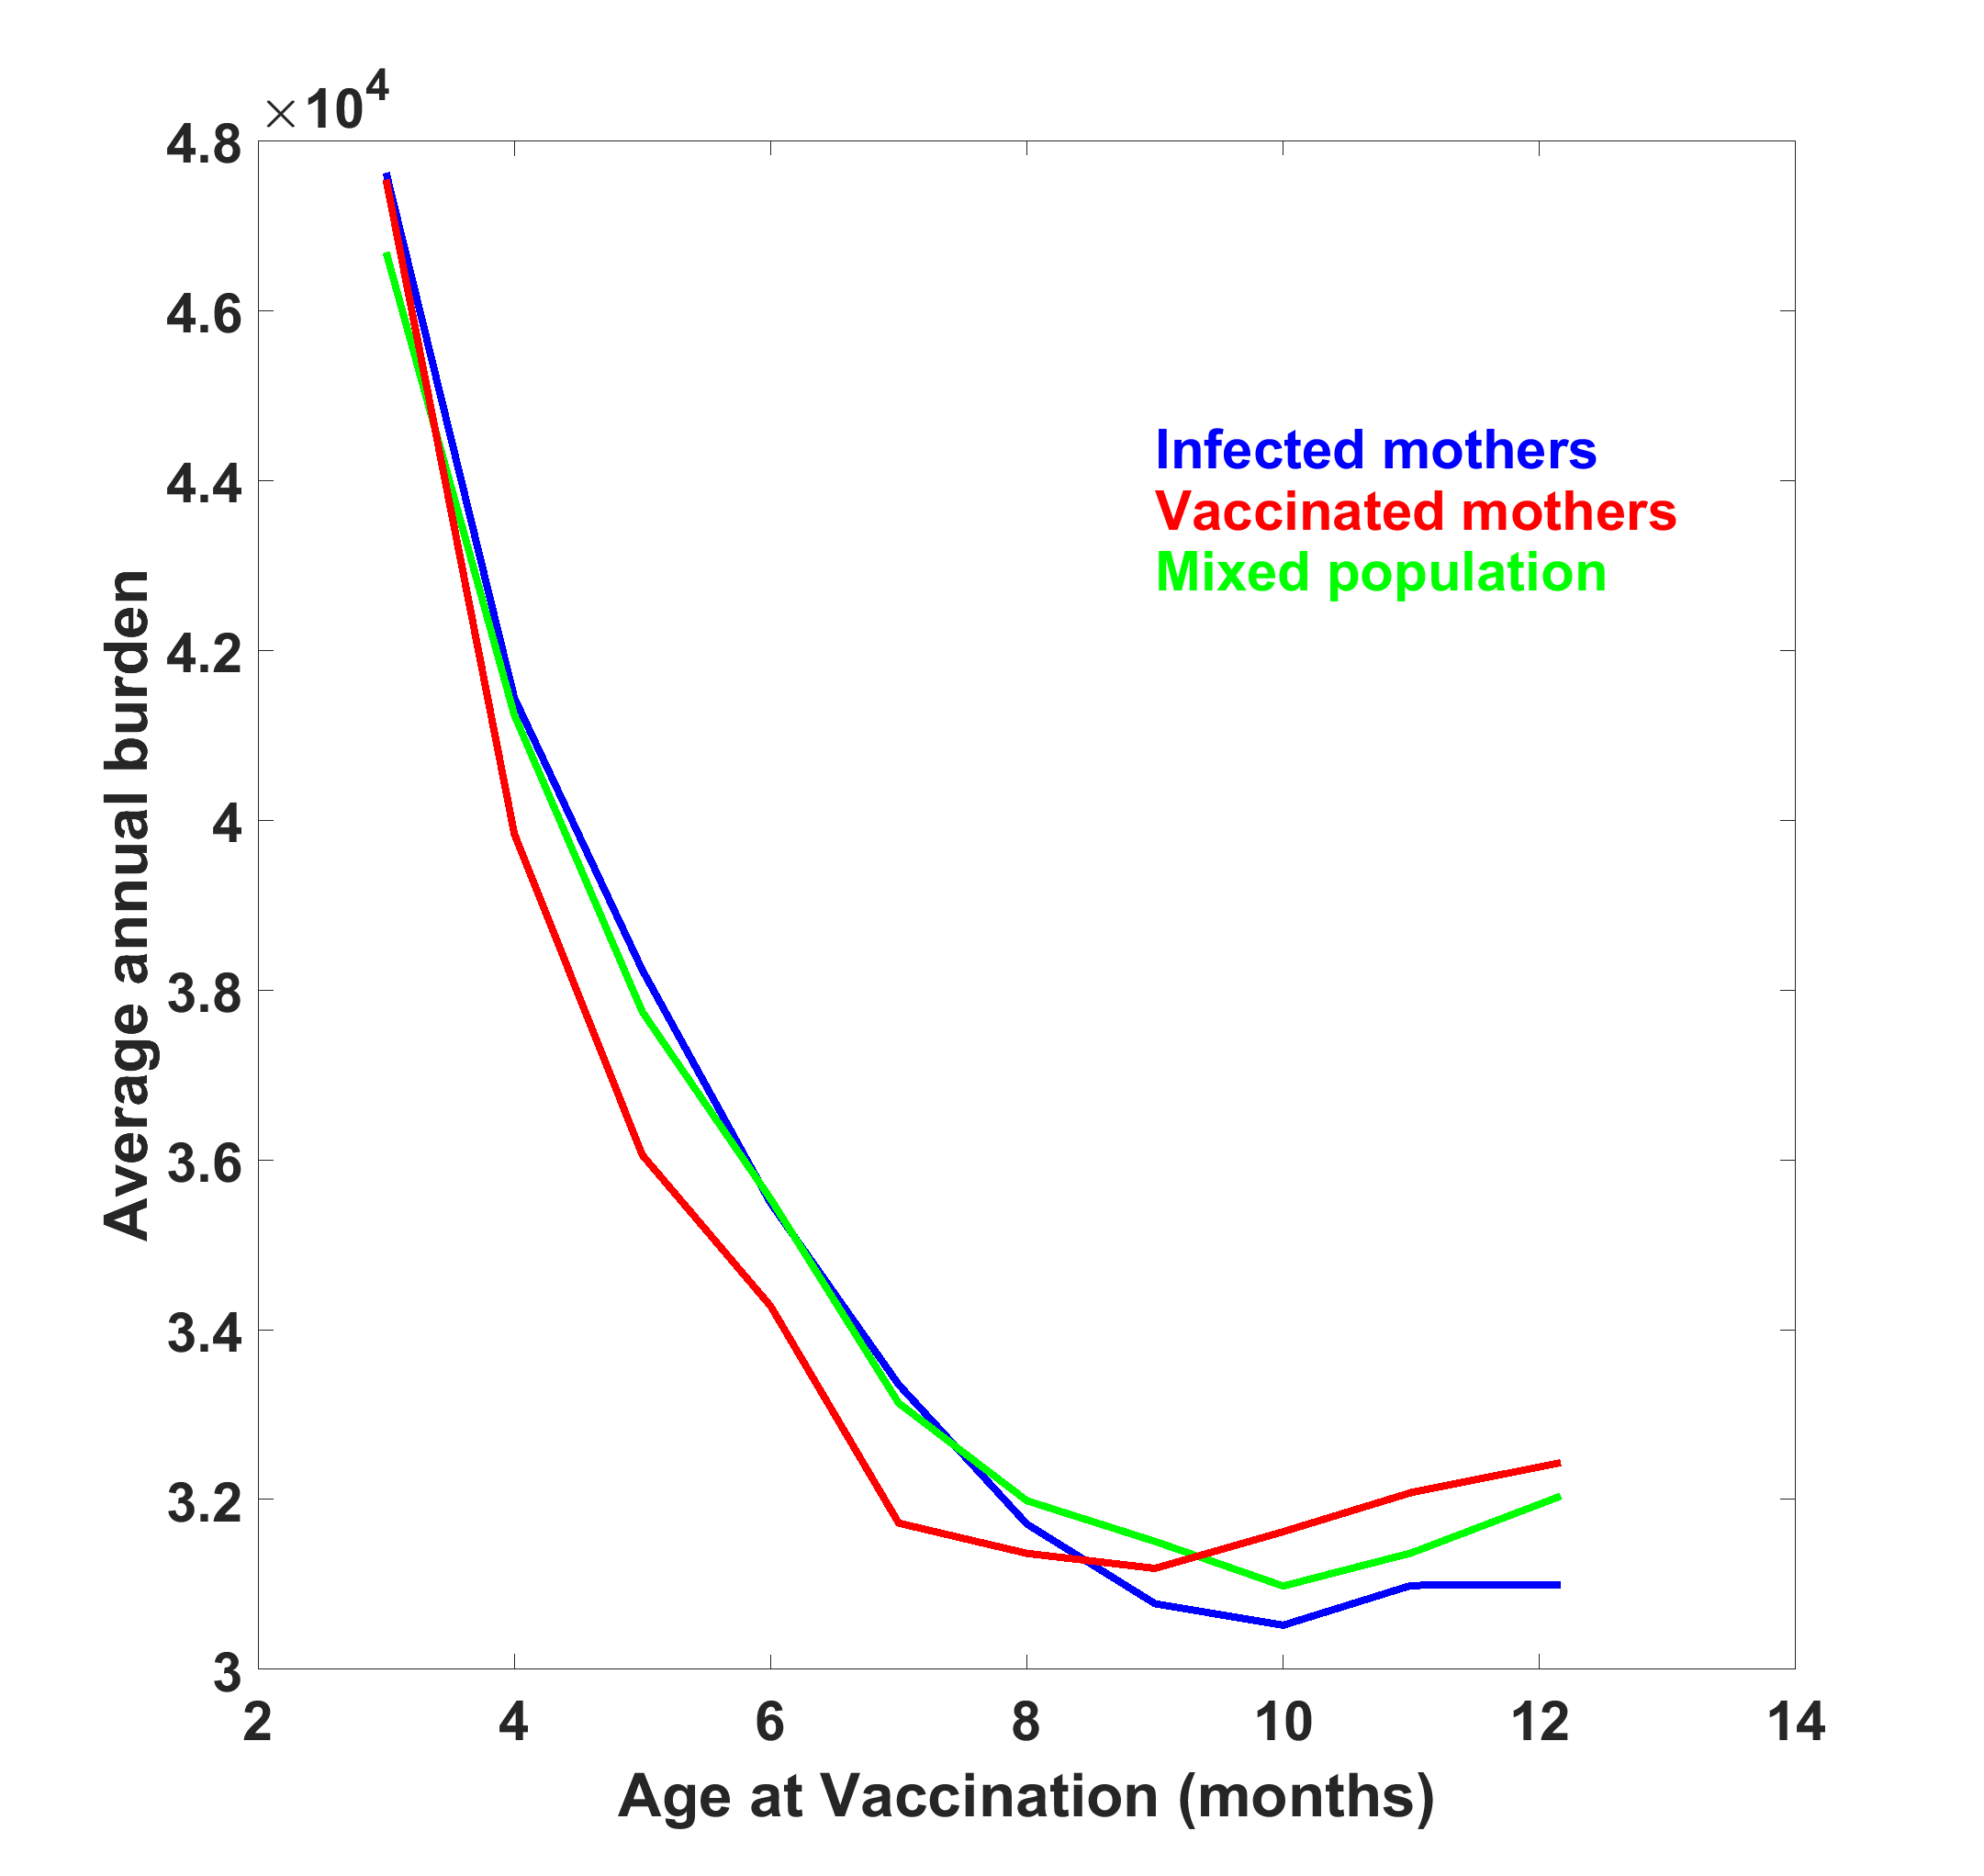 ×10⁴
4.8
4.6
4.4
4.2
4
3.8
3.6
3.4
3.2
3
Average annual burden
Infected mothers
Vaccinated mothers
Mixed population
2 4 6 8 10 12 14
Age at Vaccination (months)